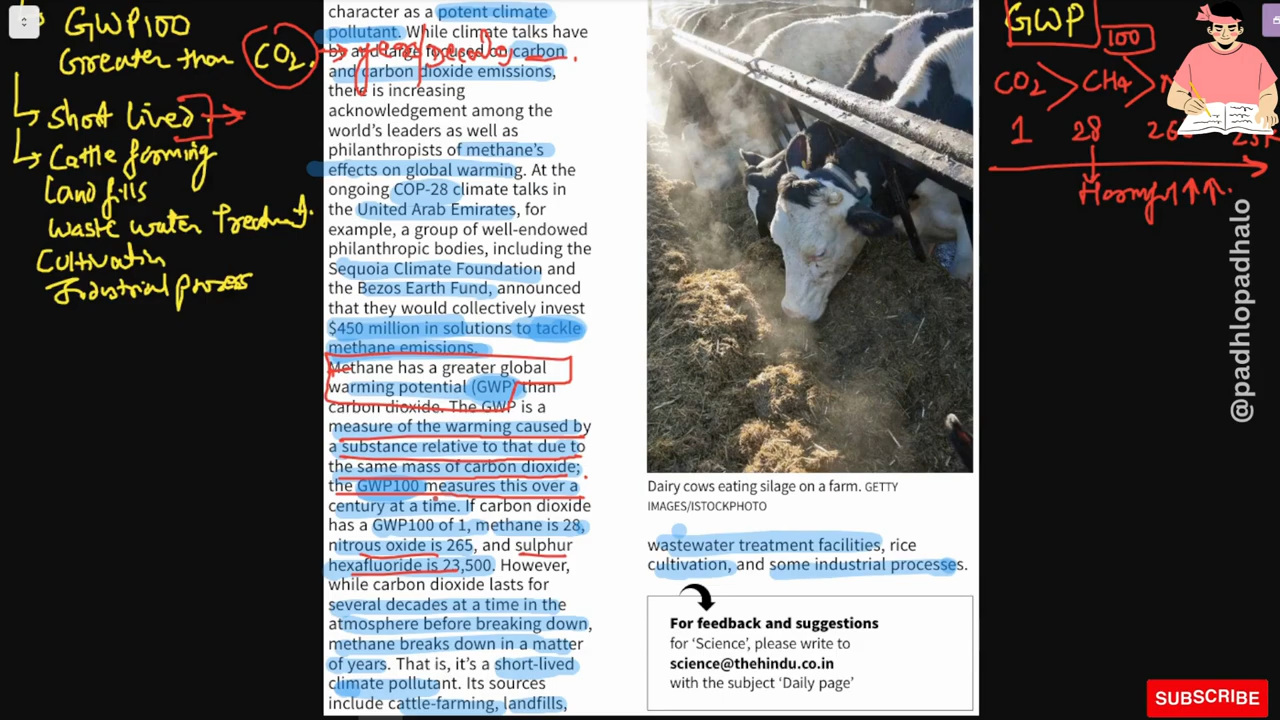 GWP100
Greater than CO2.
Short lived
Cattle farming
Land fills
Waste water Treatment.
Cultivation
Industrial process
character as a potent climate
pollutant. While climate talks have
by and large focused on carbon
and carbon dioxide emissions,
there is increasing
acknowledgement among the
world's leaders as well as
philanthropists of methane's
effects on global warming. At the
ongoing COP-28 climate talks in
the United Arab Emirates, for
example, a group of well-endowed
philanthropic bodies, including the
Sequoia Climate Foundation and
the Bezos Earth Fund, announced
that they would collectively invest
$450 million in solutions to tackle
methane emissions.
Methane has a greater global
warming potential (GWP) than
carbon dioxide. The GWP is a
measure of the warming caused by
a substance relative to that due to
the same mass of carbon dioxide;
the GWP100 measures this over a
century at a time. If carbon dioxide
has a GWP100 of 1, methane is 28,
nitrous oxide is 265, and sulphur
hexafluoride is 23,500. However,
while carbon dioxide lasts for
several decades at a time in the
atmosphere before breaking down,
methane breaks down in a matter
of years. That is, it's a short-lived
climate pollutant. Its sources
include cattle-farming, landfills,
Dairy cows eating silage on a farm. GETTY
IMAGES/ISTOCKPHOTO
wastewater treatment facilities, rice
cultivation, and some industrial processes.
For feedback and suggestions
for 'Science', please write to
science@thehindu.co.in
with the subject 'Daily page'
GWP 100
CO2 > CH4 >
1 28
Harmful ↑↑.
@padhlopadhalo
SUBSCRIBE